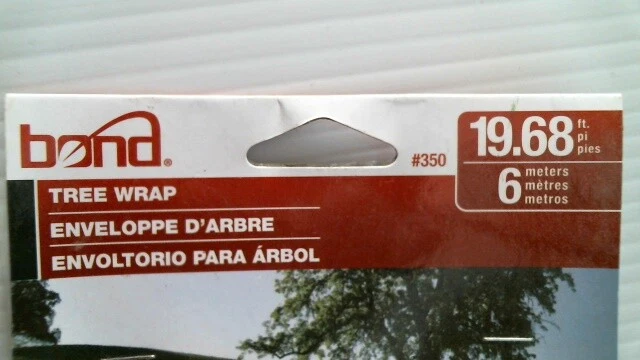 bond®
#350
19.68 ft. pi pies
6 meters mètres metros
TREE WRAP
ENVELOPPE D'ARBRE
ENVOLTORIO PARA ÁRBOL